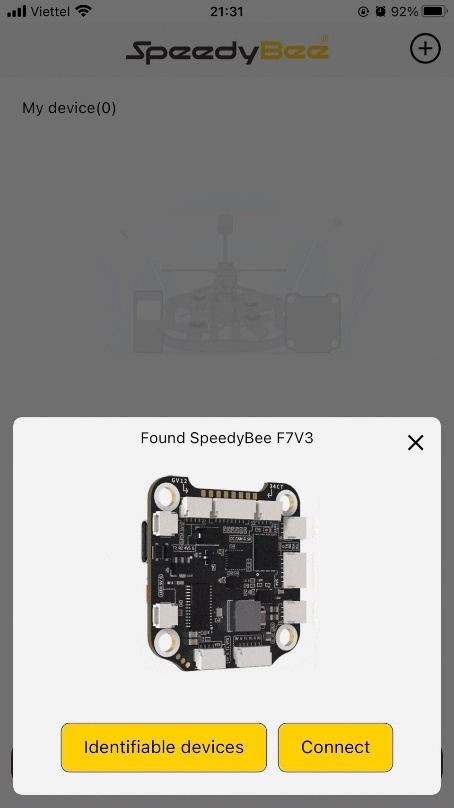 Viettel
21:31
92%
SpeedyBee®
My device(0)
Found SpeedyBee F7V3
Identifiable devices
Connect